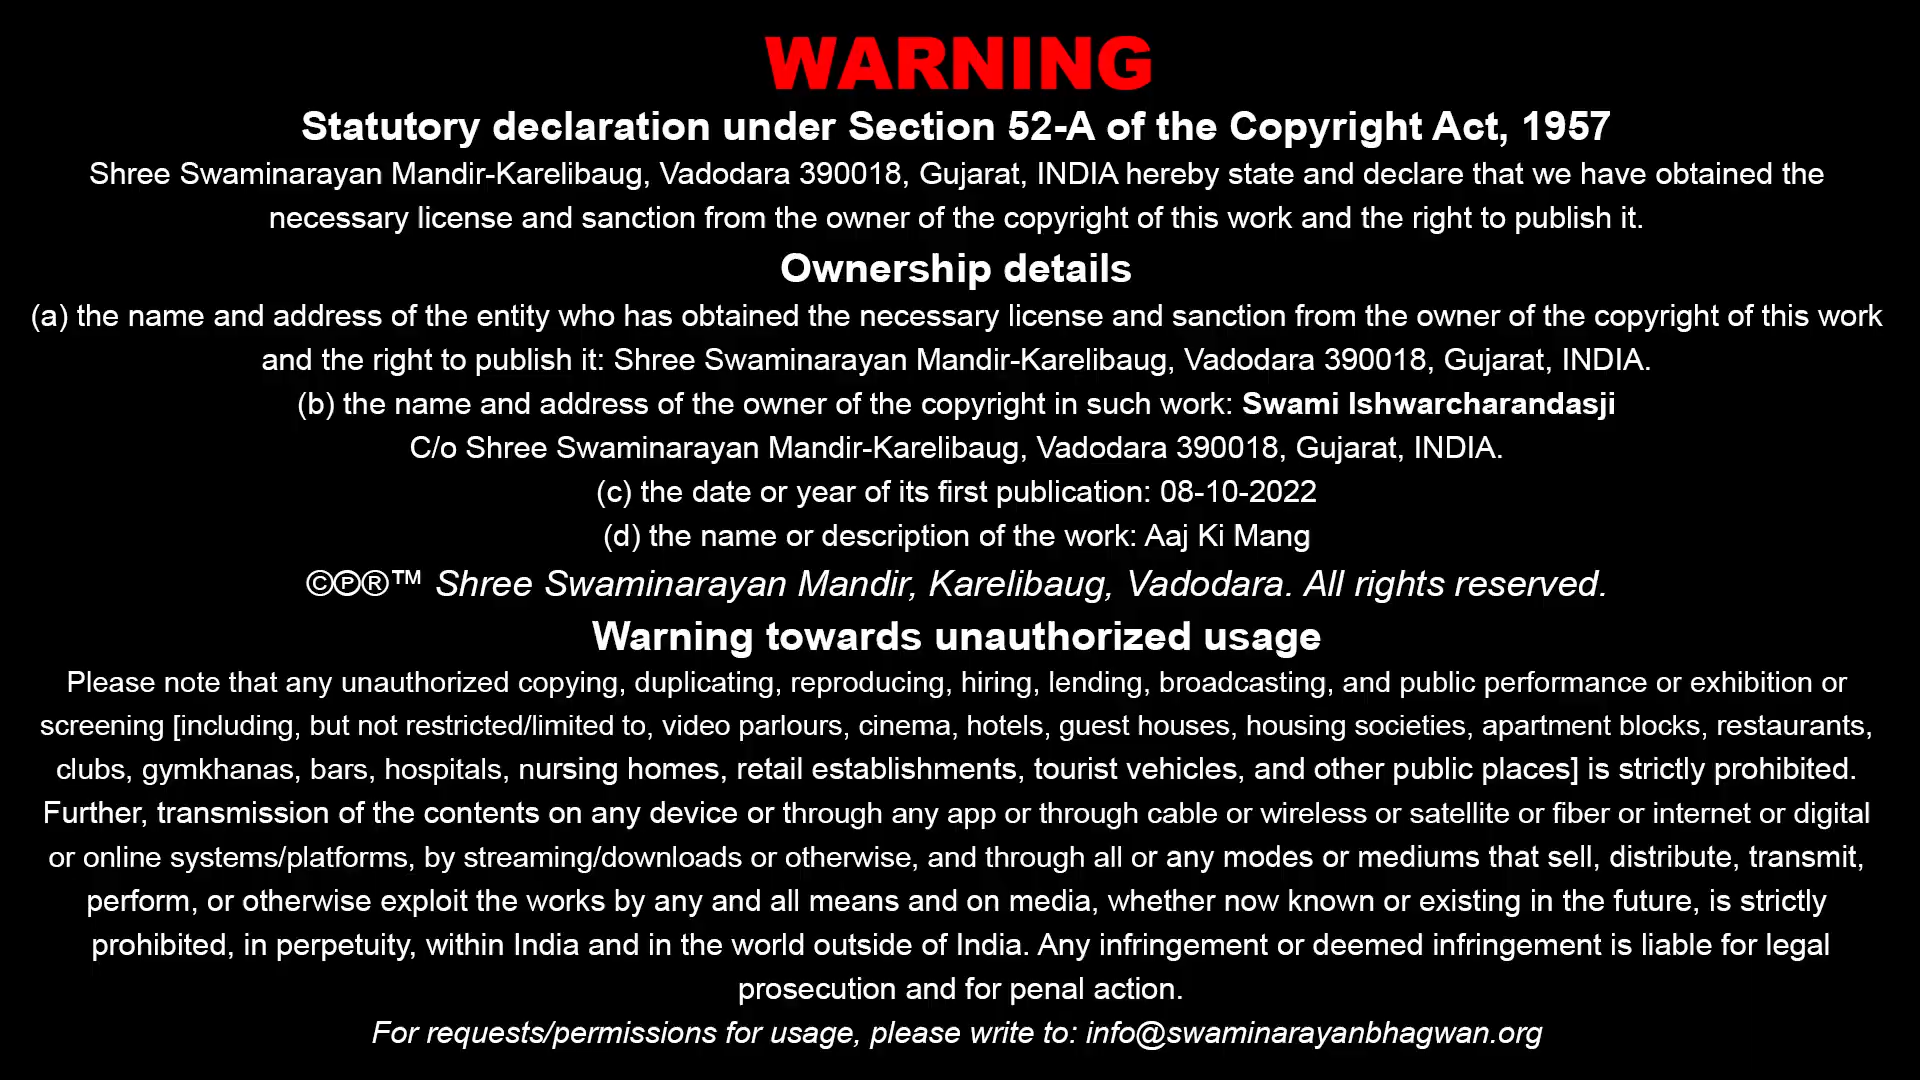 WARNING
Statutory declaration under Section 52-A of the Copyright Act, 1957
Shree Swaminarayan Mandir-Karelibaug, Vadodara 390018, Gujarat, INDIA hereby state and declare that we have obtained the
necessary license and sanction from the owner of the copyright of this work and the right to publish it.
Ownership details
(a) the name and address of the entity who has obtained the necessary license and sanction from the owner of the copyright of this work
and the right to publish it: Shree Swaminarayan Mandir-Karelibaug, Vadodara 390018, Gujarat, INDIA.
(b) the name and address of the owner of the copyright in such work: Swami Ishwarcharandasji
C/o Shree Swaminarayan Mandir-Karelibaug, Vadodara 390018, Gujarat, INDIA.
(c) the date or year of its first publication: 08-10-2022
(d) the name or description of the work: Aaj Ki Mang
©℗®™ Shree Swaminarayan Mandir, Karelibaug, Vadodara. All rights reserved.
Warning towards unauthorized usage
Please note that any unauthorized copying, duplicating, reproducing, hiring, lending, broadcasting, and public performance or exhibition or
screening [including, but not restricted/limited to, video parlours, cinema, hotels, guest houses, housing societies, apartment blocks, restaurants,
clubs, gymkhanas, bars, hospitals, nursing homes, retail establishments, tourist vehicles, and other public places] is strictly prohibited.
Further, transmission of the contents on any device or through any app or through cable or wireless or satellite or fiber or internet or digital
or online systems/platforms, by streaming/downloads or otherwise, and through all or any modes or mediums that sell, distribute, transmit,
perform, or otherwise exploit the works by any and all means and on media, whether now known or existing in the future, is strictly
prohibited, in perpetuity, within India and in the world outside of India. Any infringement or deemed infringement is liable for legal
prosecution and for penal action.
For requests/permissions for usage, please write to: info@swaminarayanbhagwan.org